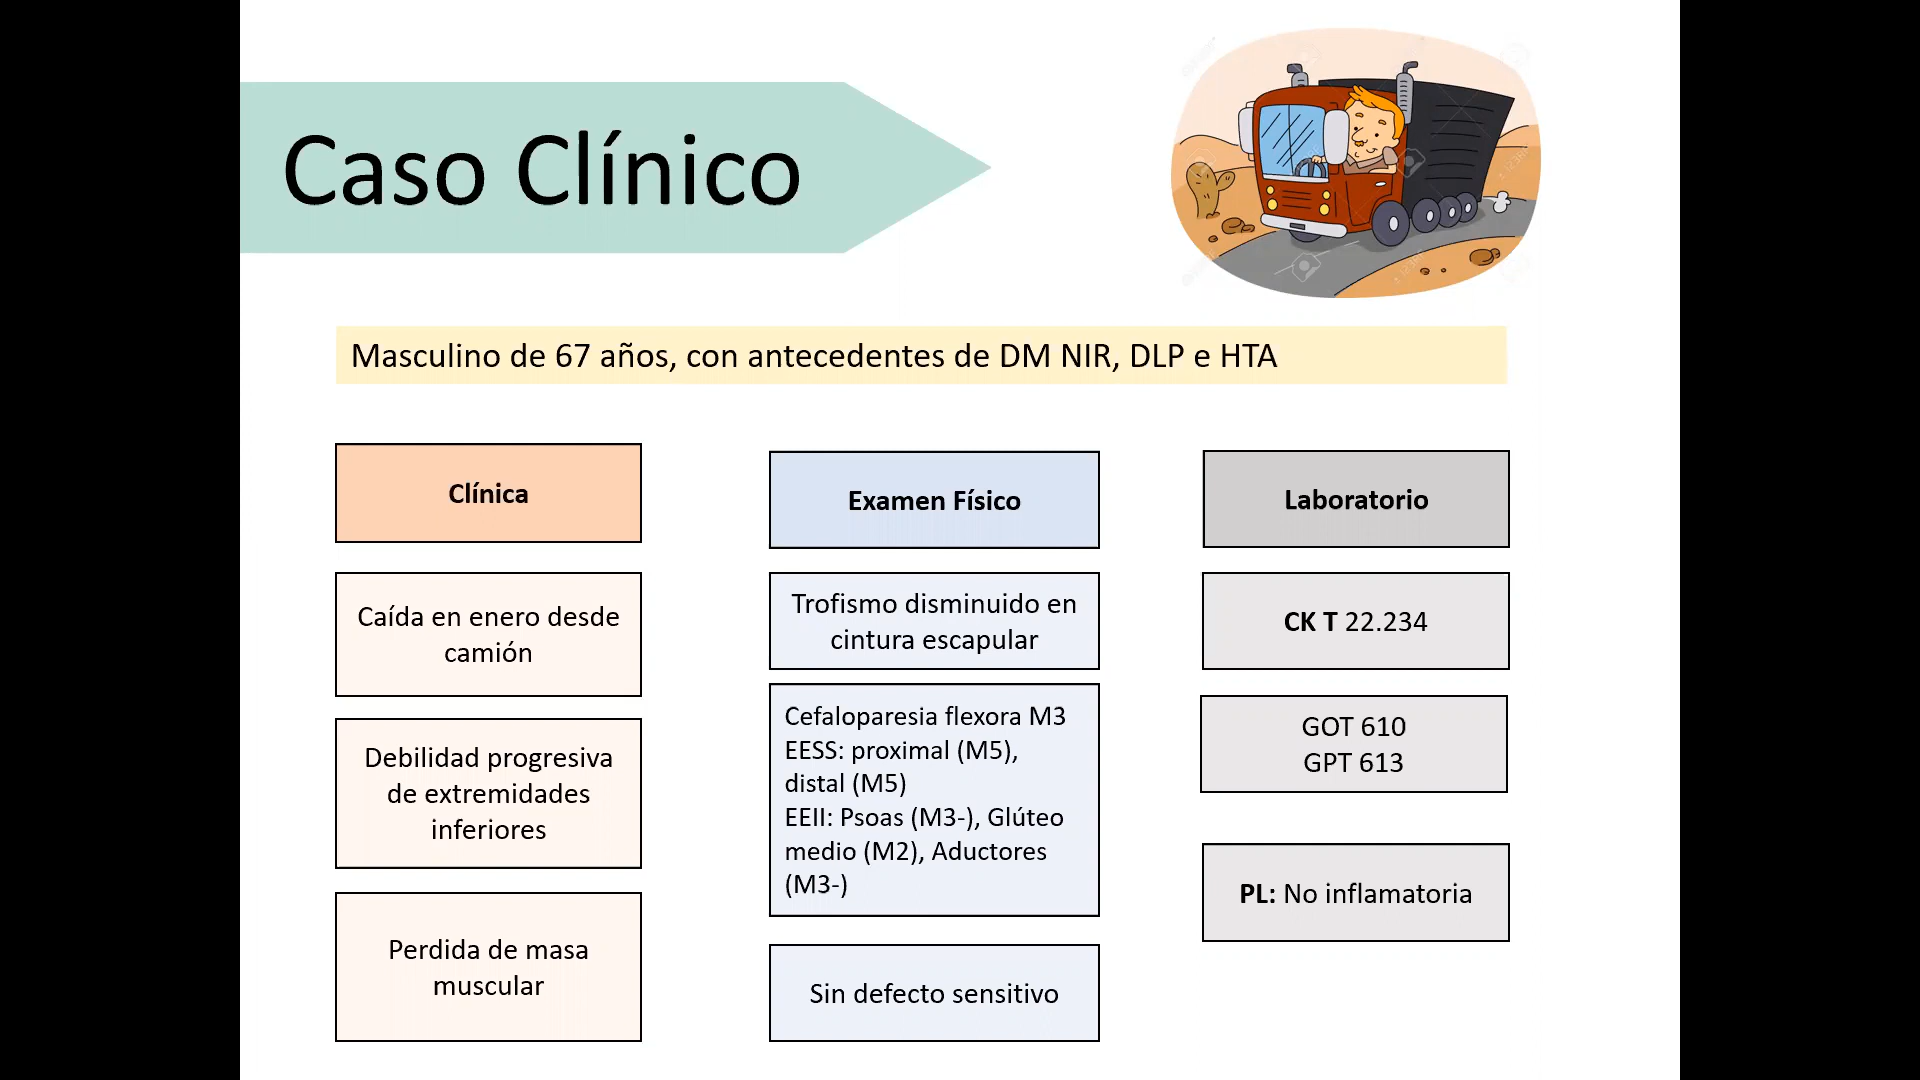 Caso Clínico
Masculino de 67 años, con antecedentes de DM NIR, DLP e HTA
Clínica
Caída en enero desde
camión
Debilidad progresiva
de extremidades
inferiores
Perdida de masa
muscular
Examen Físico
Trofismo disminuido en
cintura escapular
Cefaloparesia flexora M3
EESS: proximal (M5),
distal (M5)
EEII: Psoas (M3-), Glúteo
medio (M2), Aductores
(M3-)
Sin defecto sensitivo
Laboratorio
CK T 22.234
GOT 610
GPT 613
PL: No inflamatoria